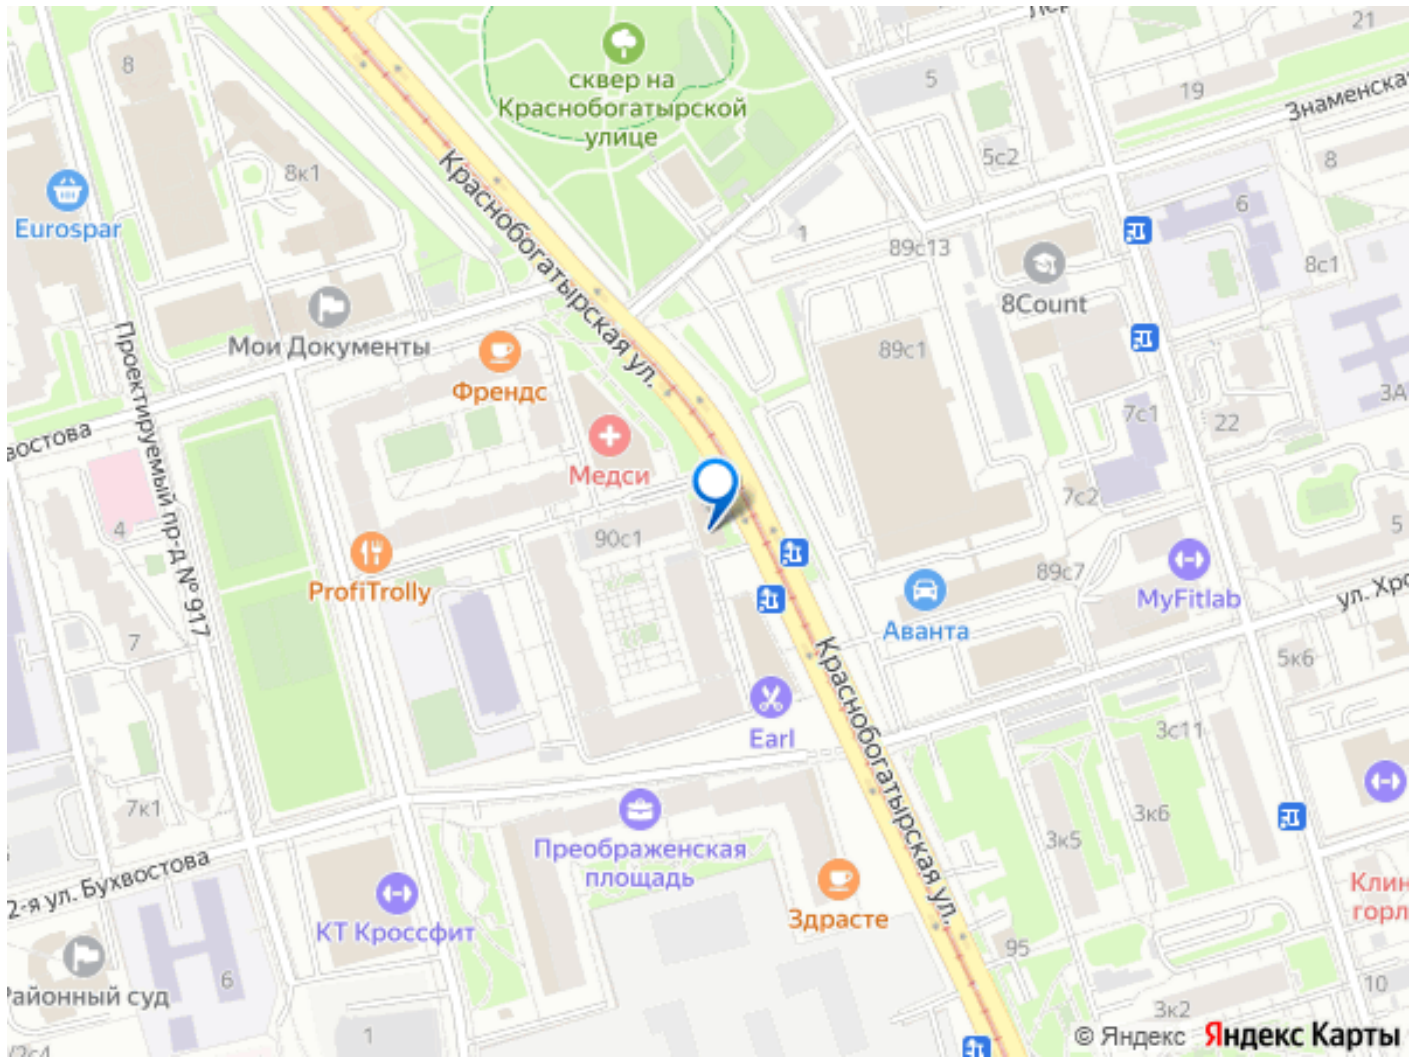 21
8
сквер на
Краснобогатырской
улице
5
19
Знаменская
5с2
8
8к1
Краснобогатырская ул.
6
Eurospar
1
89с13
8с1
8Count
Мои Документы
89с1
Френдс
3А
Проектируемый пр-д № 917
7с1
22
востова
Медси
7с2
5
4
90с1
89с7
ProfiTrolly
MyFitlab
ул. Хро
Аванта
7
5к6
Краснобогатырская ул.
Earl
3с11
7к1
3к6
3к5
Преображенская
площадь
2-я ул. Бухвостова
Клин
горл
КТ Кроссфит
Здрасте
95
6
Районный суд
10
3к2
1
© Яндекс Яндекс Карты
/2с4